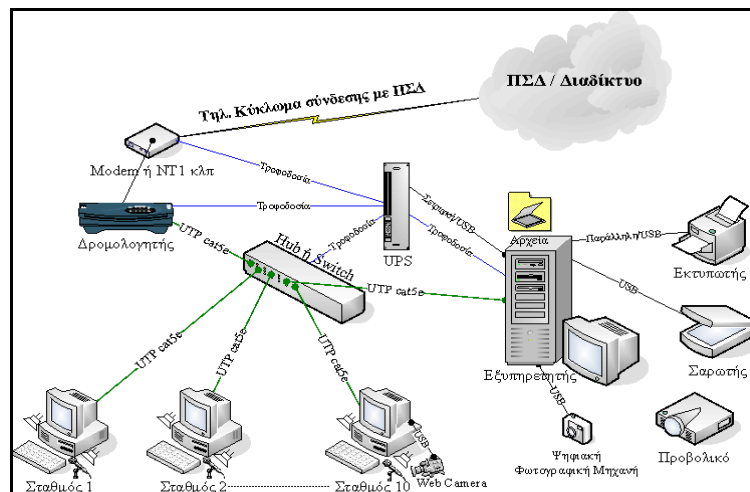 ΠΣΔ / Διαδίκτυο
Τηλ. Κύκλωμα σύνδεσης με ΠΣΔ
Modem ή NT1 κλπ
Τροφοδοσία
Τροφοδοσία
Δρομολογητής
UTP cat5e
Hub ή Switch
Τροφοδοσία
UPS
Σειριακή/USB
Τροφοδοσία
Αρχεία
Παράλληλη/USB
Εκτυπωτής
UTP cat5e
USB
Σαρωτής
Εξυπηρετητής
UTP cat5e
UTP cat5e
UTP cat5e
USB
USB
Ψηφιακή
Φωτογραφική Μηχανή
Προβολικό
Web Camera
Σταθμός 1
Σταθμός 2
Σταθμός 10